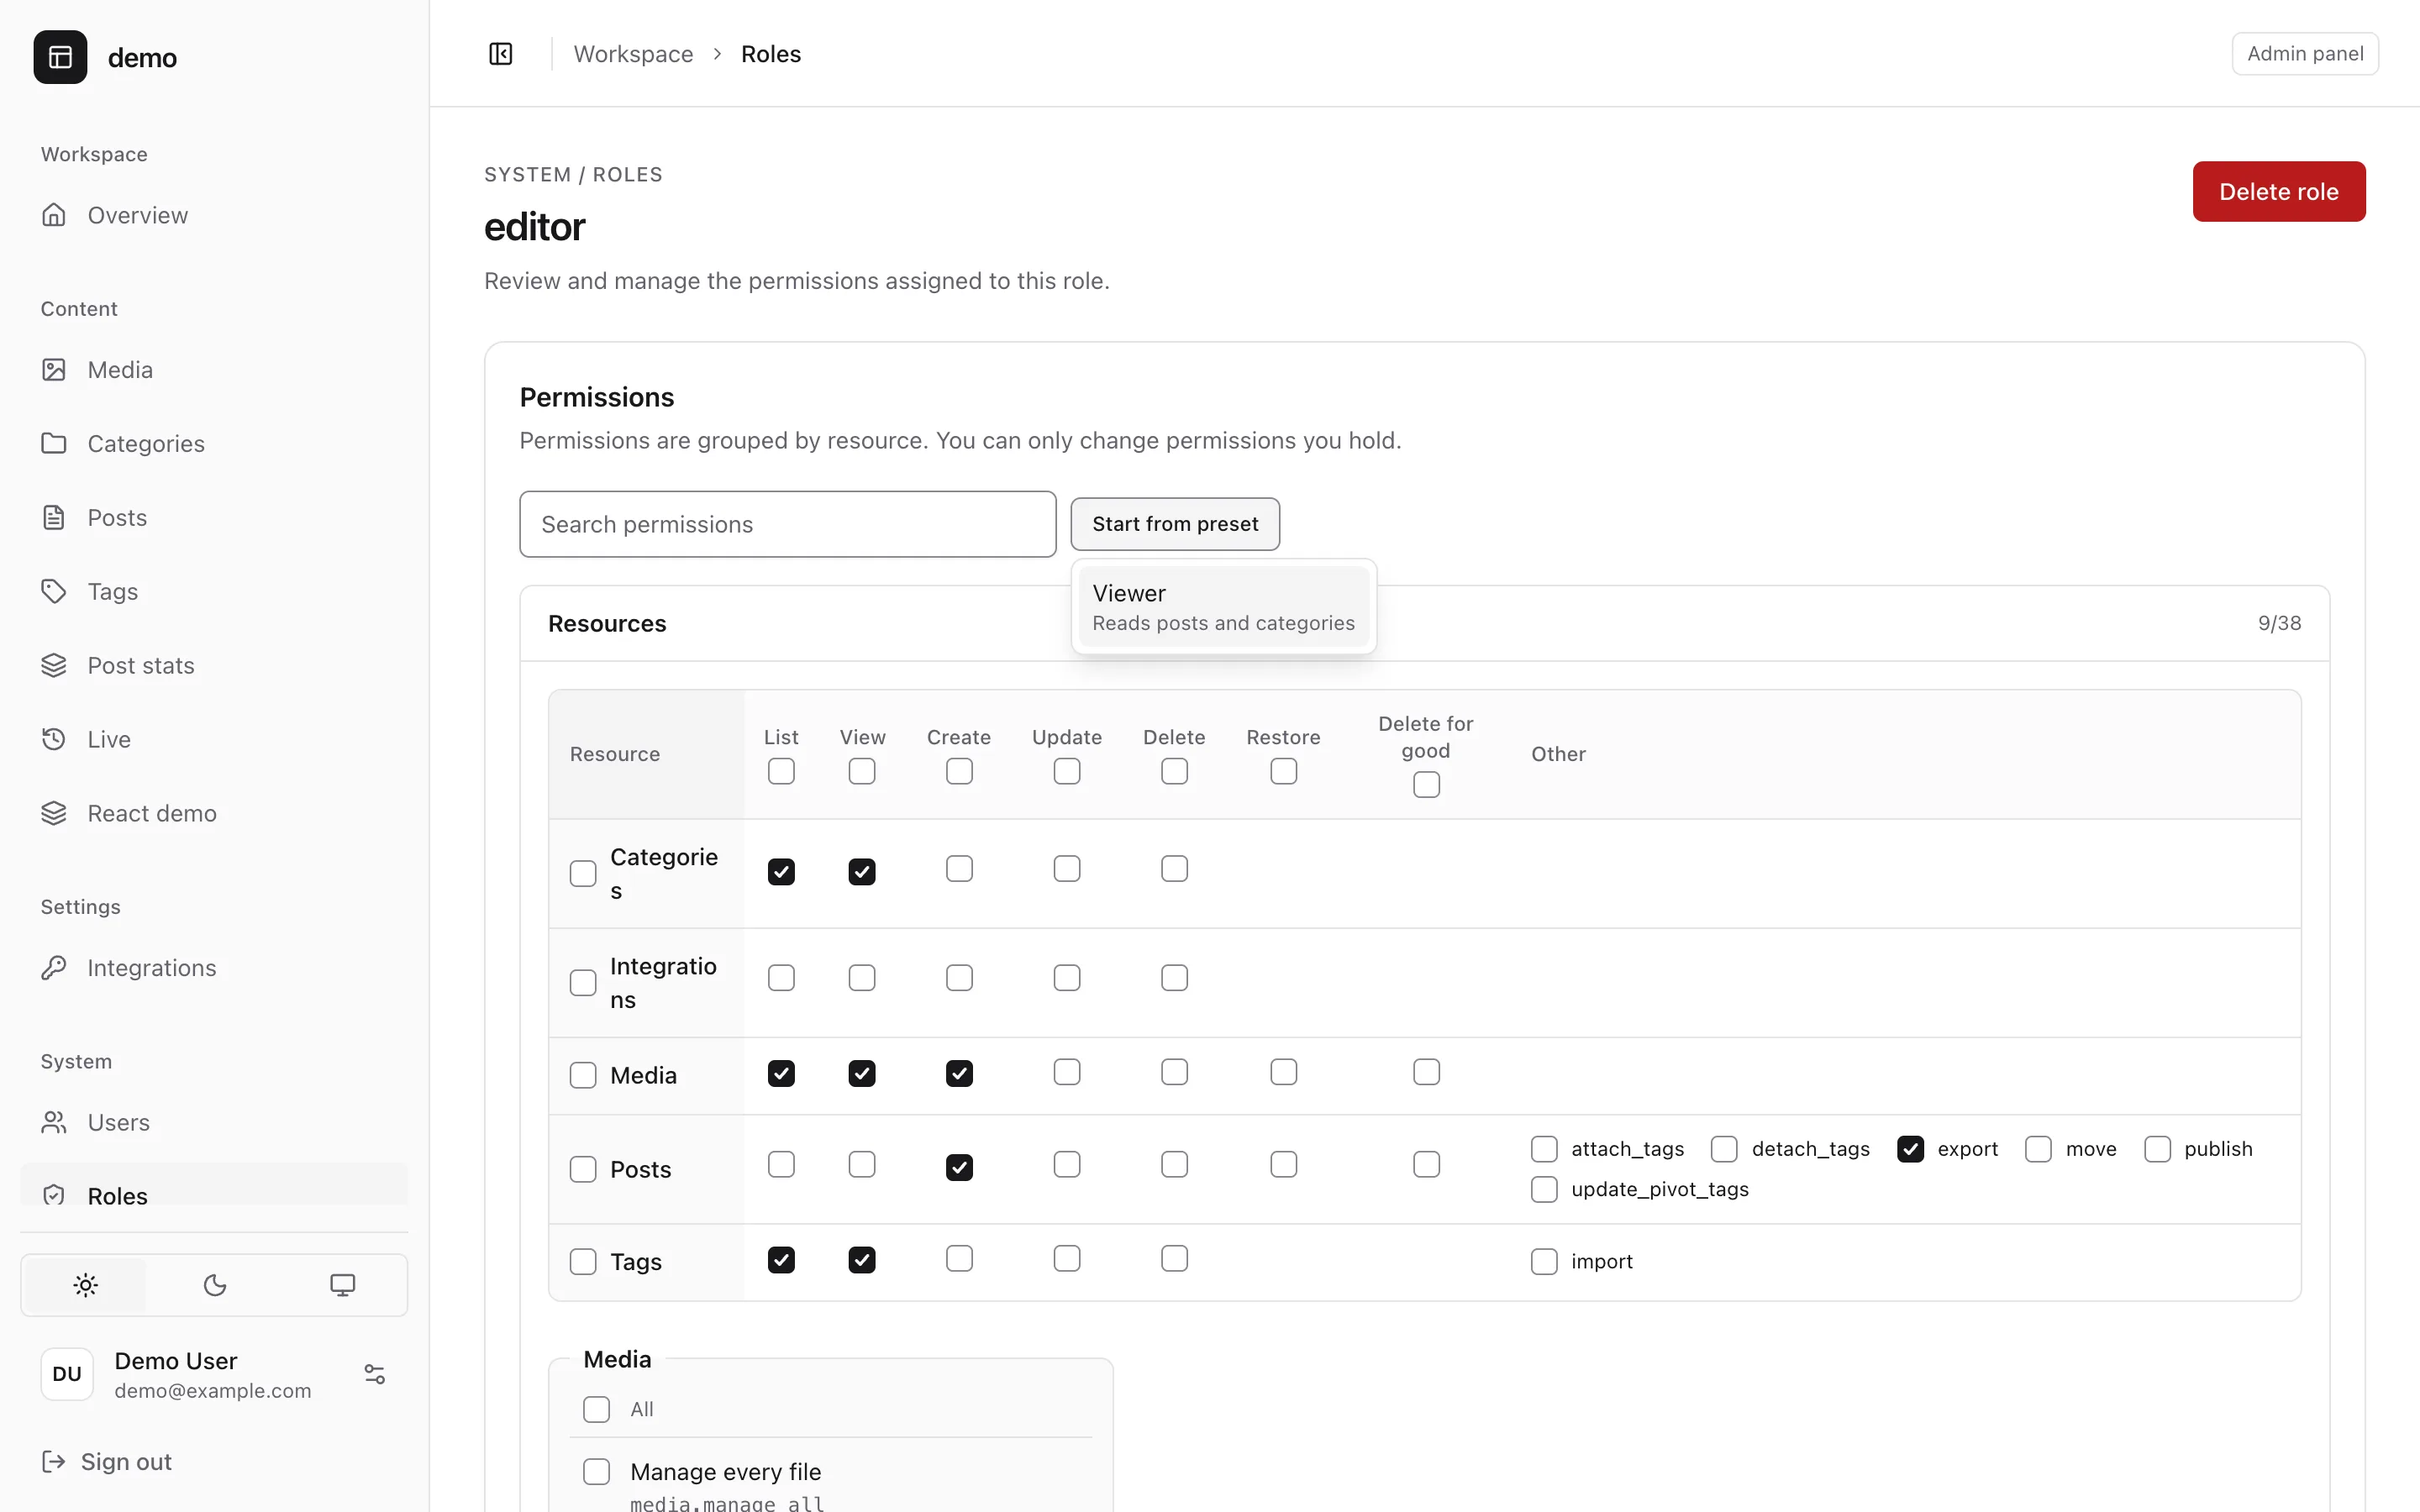 demo
Workspace
Overview
Content
Media
Categories
Posts
Tags
Post stats
Live
React demo
Settings
Integrations
System
Users
Roles
DU
Demo User
demo@example.com
Sign out
Workspace > Roles
Admin panel
SYSTEM / ROLES
editor
Review and manage the permissions assigned to this role.
Delete role
Permissions
Permissions are grouped by resource. You can only change permissions you hold.
Search permissions
Start from preset
Viewer
Reads posts and categories
Resources
9/38
Resource List View Create Update Delete Restore Delete for
good Other
Categorie
s
Integratio
ns
Media
Posts
attach_tags detach_tags export move publish
update_pivot_tags
Tags
import
Media
All
Manage every file
media.manage_all